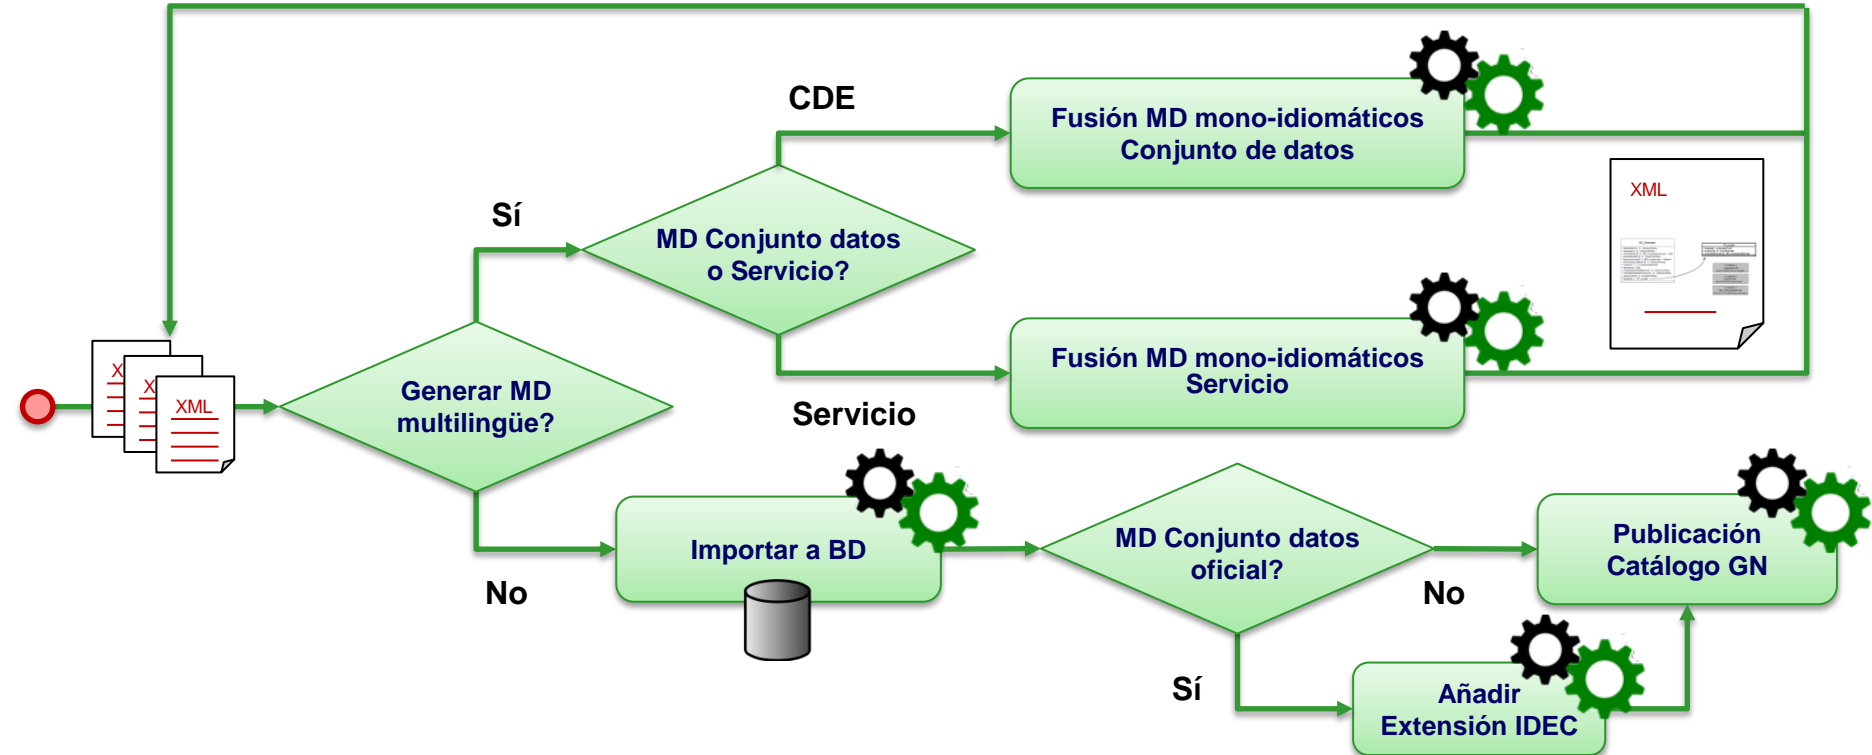 CDE
Fusión MD mono-idiomáticos
Conjunto de datos
XML
Sí
MD Conjunto datos
o Servicio?
Fusión MD mono-idiomáticos
Servicio
Generar MD
multilingüe?
X
X
XML
Servicio
Importar a BD
MD Conjunto datos
oficial?
Publicación
Catálogo GN
No
No
Sí
Añadir
Extensión IDEC